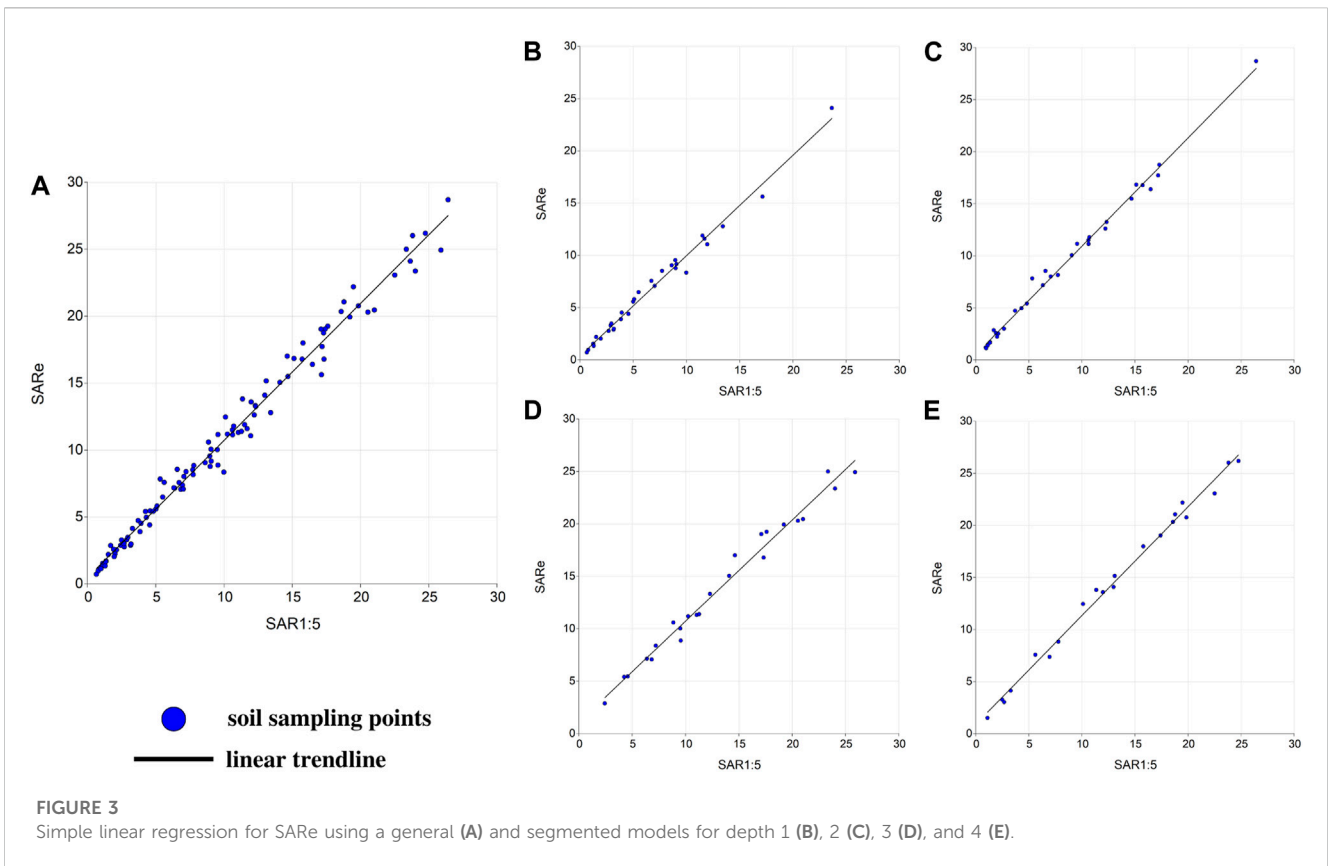 A
30
25
20
15
10
5
0
SARe
0 5 10 15 20 25 30
SAR1:5
B
30
25
20
15
10
5
0
SARe
0 5 10 15 20 25 30
SAR1:5
C
30
25
20
15
10
5
0
SARe
0 5 10 15 20 25 30
SAR1:5
D
30
25
20
15
10
5
0
SARe
0 5 10 15 20 25 30
SAR1:5
E
30
25
20
15
10
5
0
SARe
0 5 10 15 20 25 30
SAR1:5
soil sampling points
linear trendline
FIGURE 3
Simple linear regression for SARe using a general (A) and segmented models for depth 1 (B), 2 (C), 3 (D), and 4 (E).